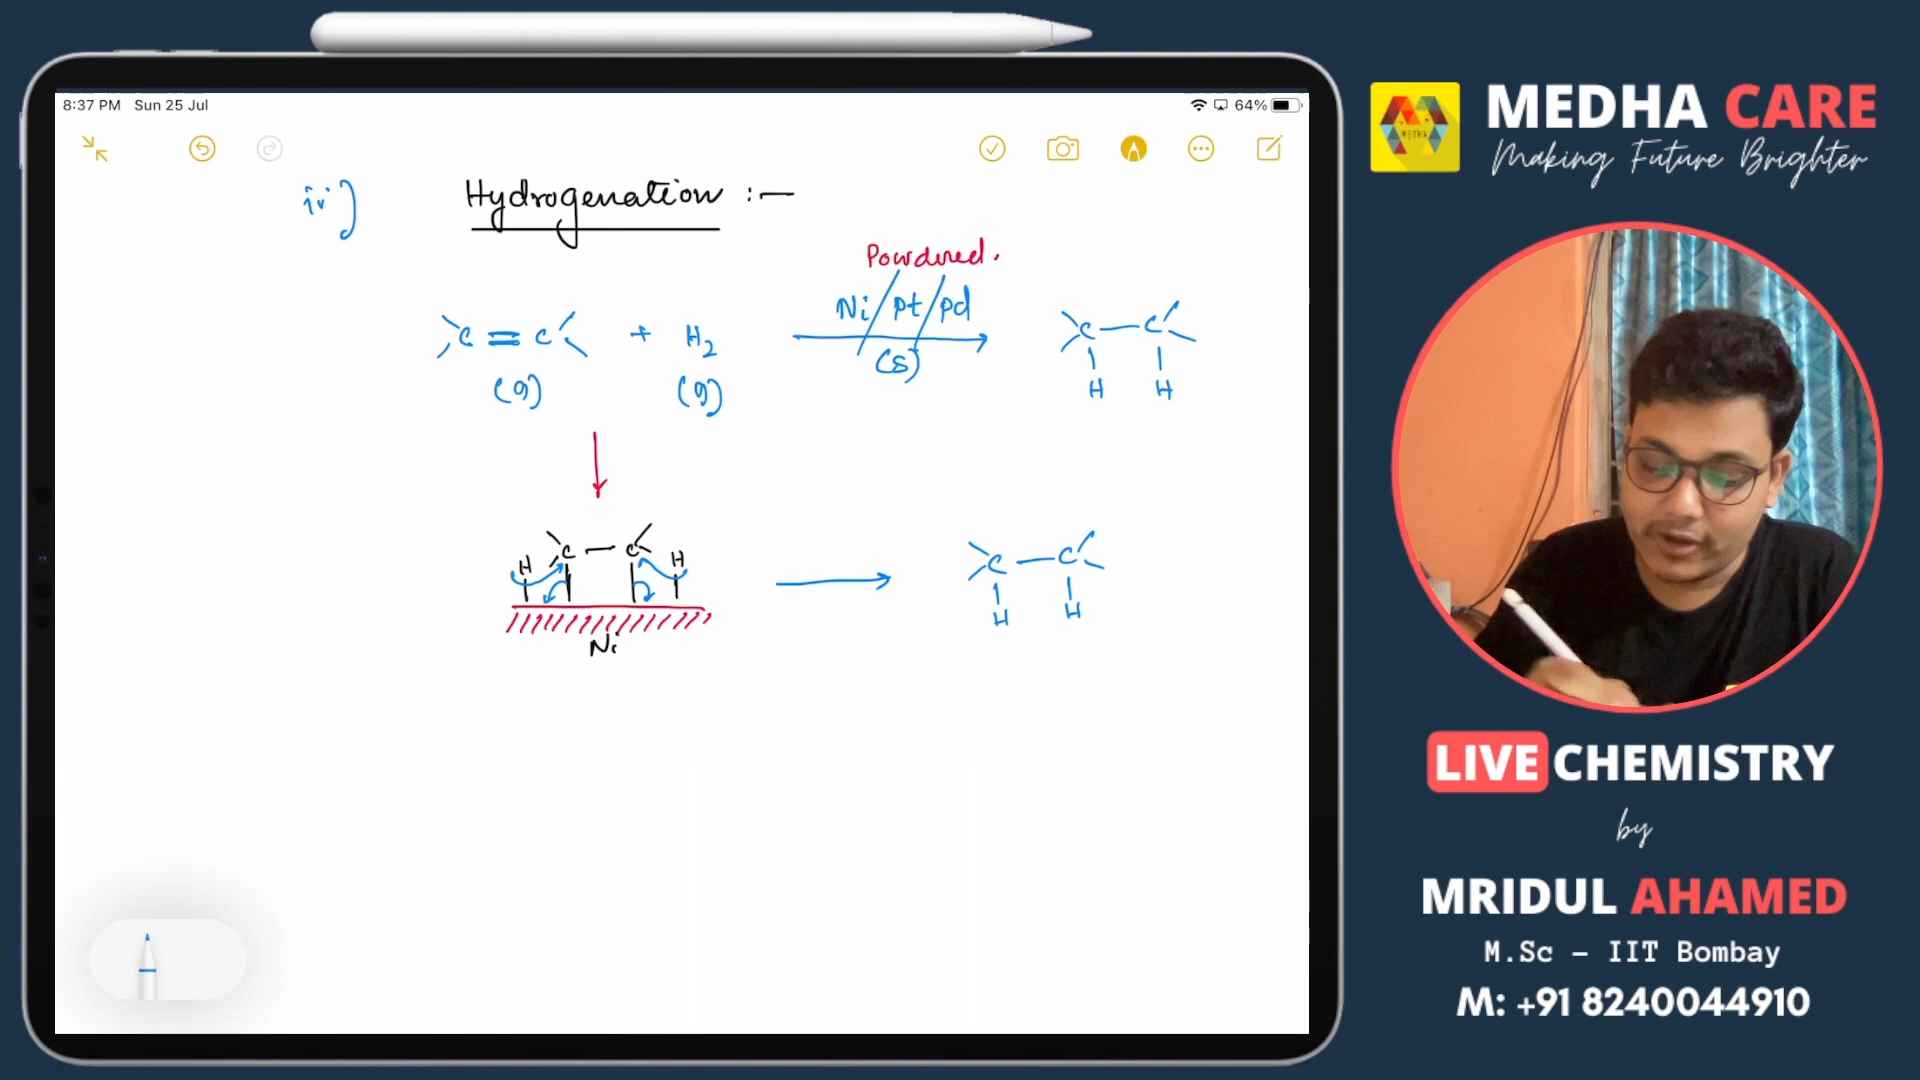 8:37 PM Sun 25 Jul
64%
iv)
Hydrogenation :—
Powdered.
C = C + H2
Ni/Pt/Pd
(s)
C — C
(g) (g)
H H
H C — C H
Ni
C — C
H H
MEDHA CARE
Making Future Brighter
MEDHA
LIVE CHEMISTRY
by
MRIDUL AHAMED
M.Sc – IIT Bombay
M: +91 8240044910